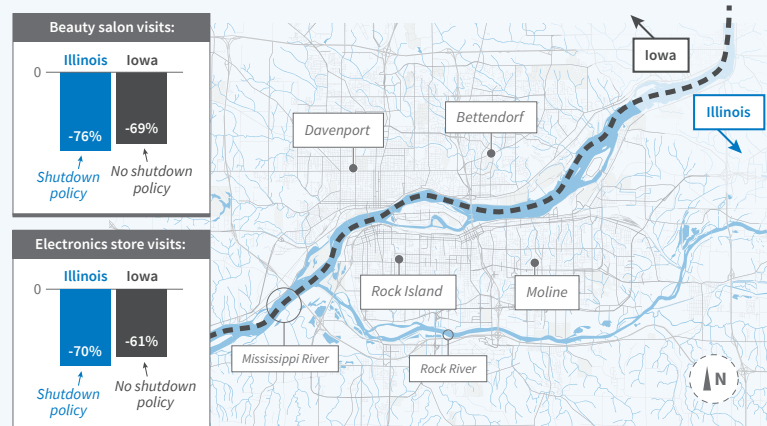 Beauty salon visits:
Illinois Iowa
0
-76% -69%
Shutdown
policy
No shutdown
policy
Electronics store visits:
Illinois Iowa
0
-70% -61%
Shutdown
policy
No shutdown
policy
Iowa
Illinois
Davenport
Bettendorf
Rock Island
Moline
Mississippi River
Rock River
N